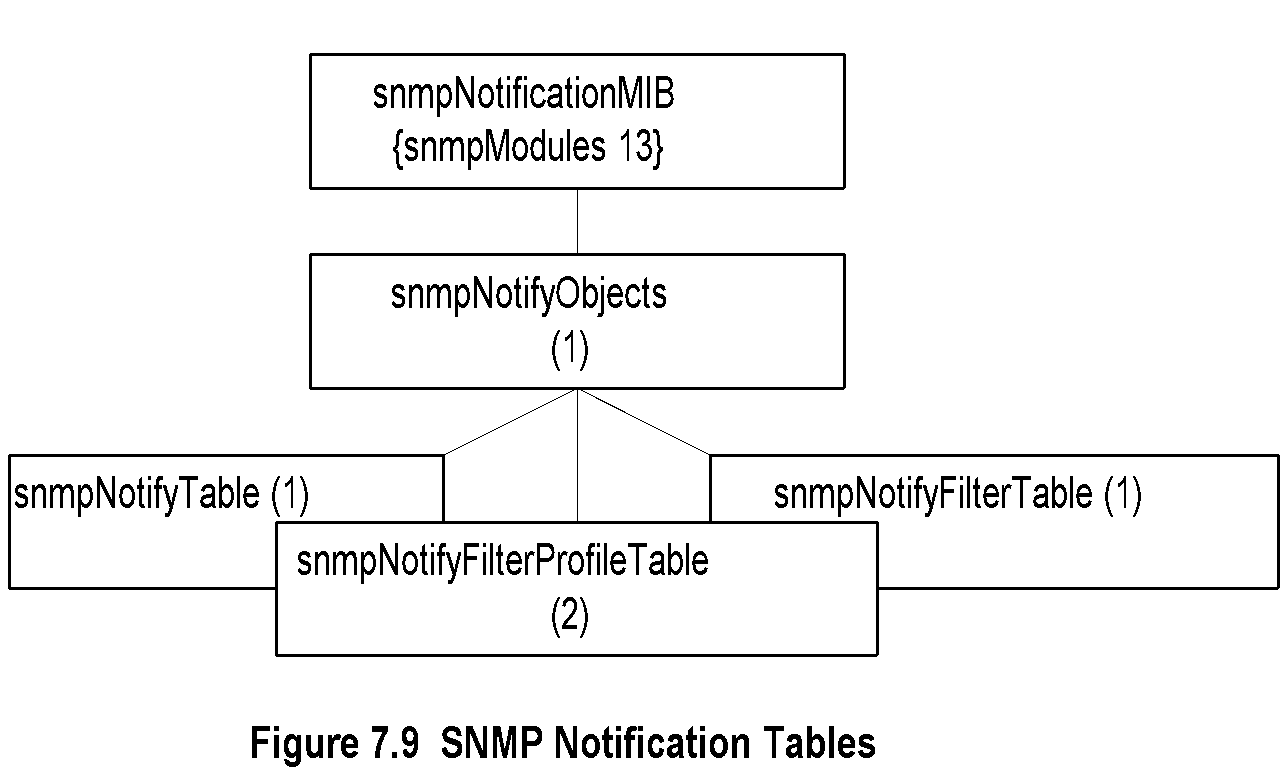 snmpNotificationMIB
{snmpModules 13}
snmpNotifyObjects
(1)
snmpNotifyTable (1)
snmpNotifyFilterTable (1)
snmpNotifyFilterProfileTable
(2)
Figure 7.9 SNMP Notification Tables